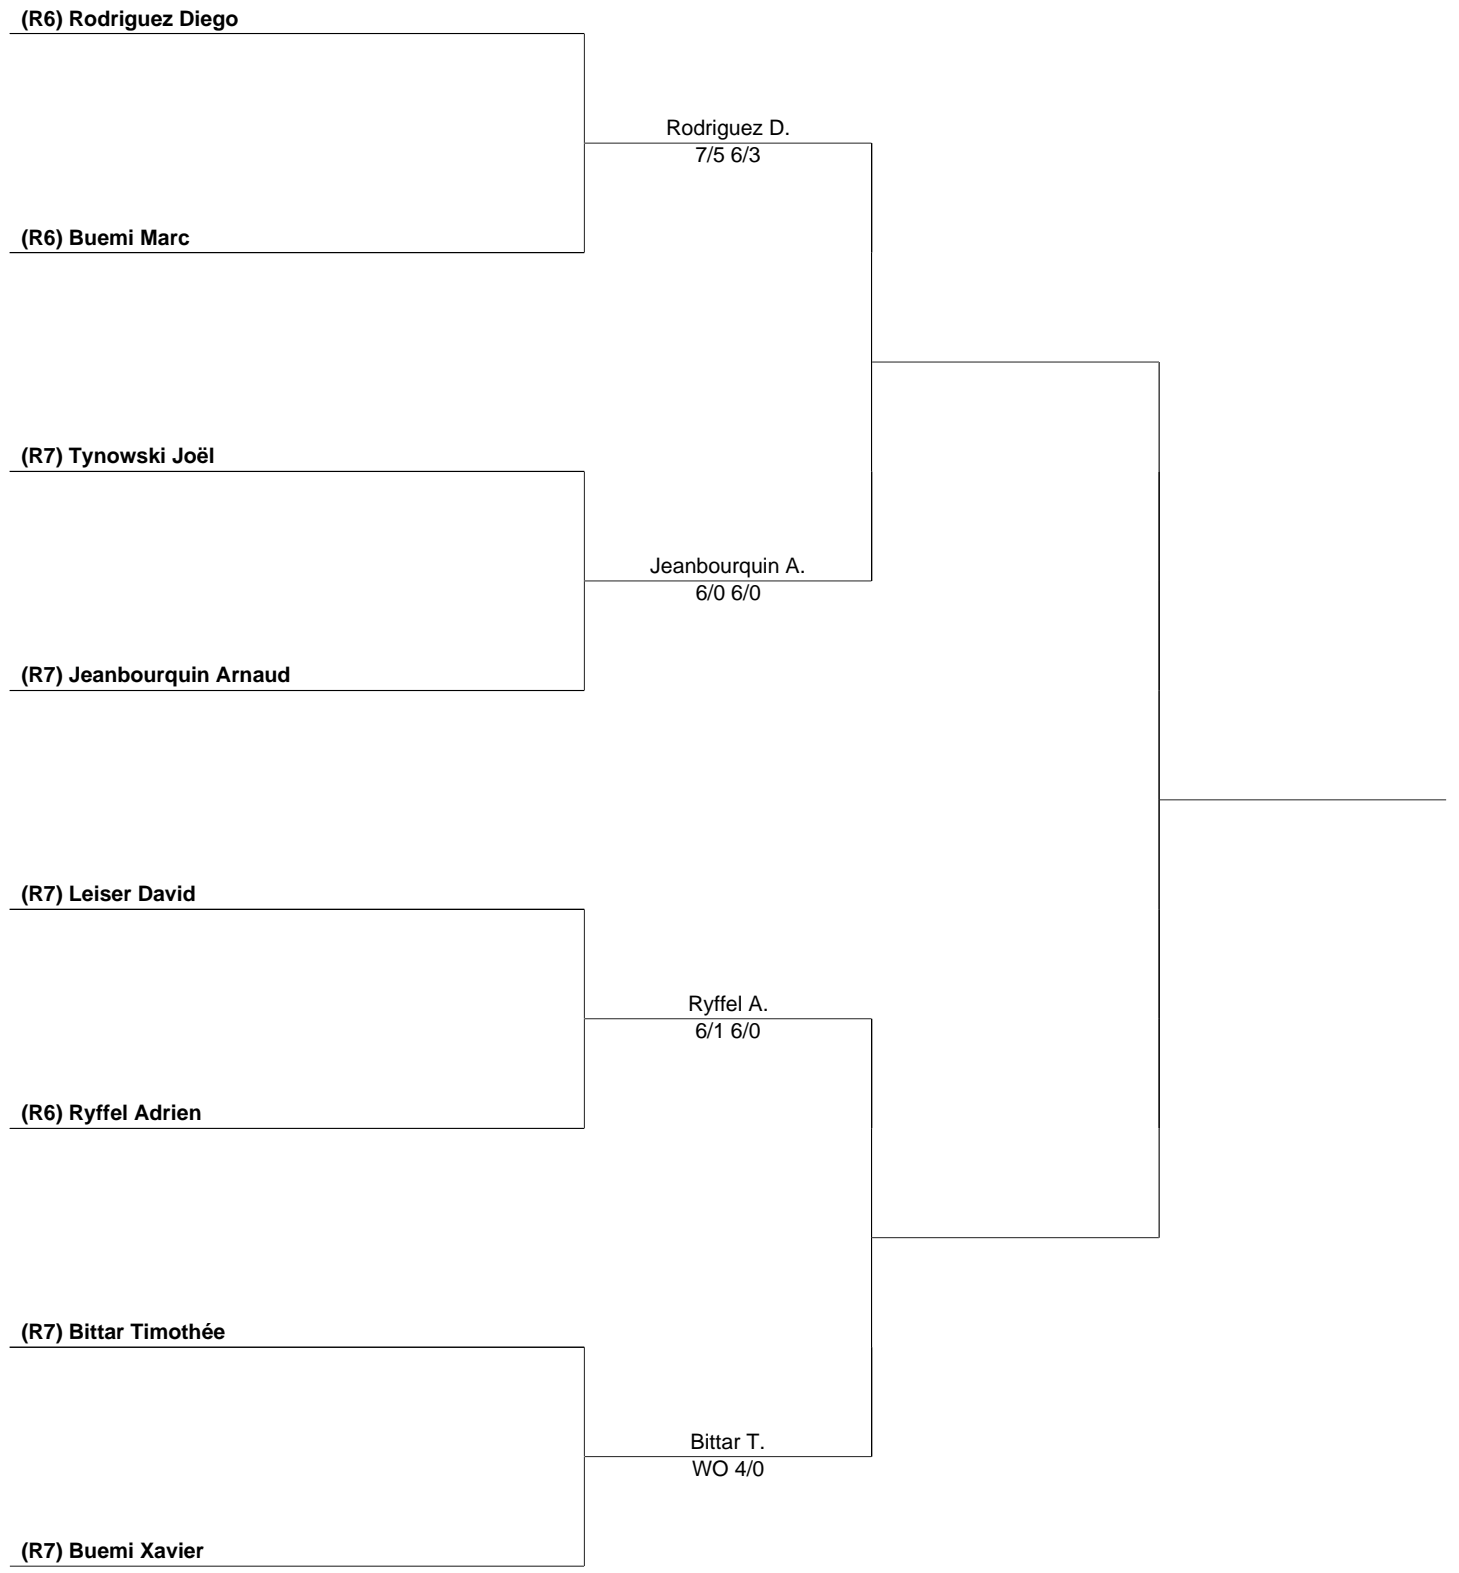 (R6) Rodriguez Diego
Rodriguez D.
7/5 6/3
(R6) Buemi Marc
(R7) Tynowski Joël
Jeanbourquin A.
6/0 6/0
(R7) Jeanbourquin Arnaud
(R7) Leiser David
Ryffel A.
6/1 6/0
(R6) Ryffel Adrien
(R7) Bittar Timothée
Bittar T.
WO 4/0
(R7) Buemi Xavier